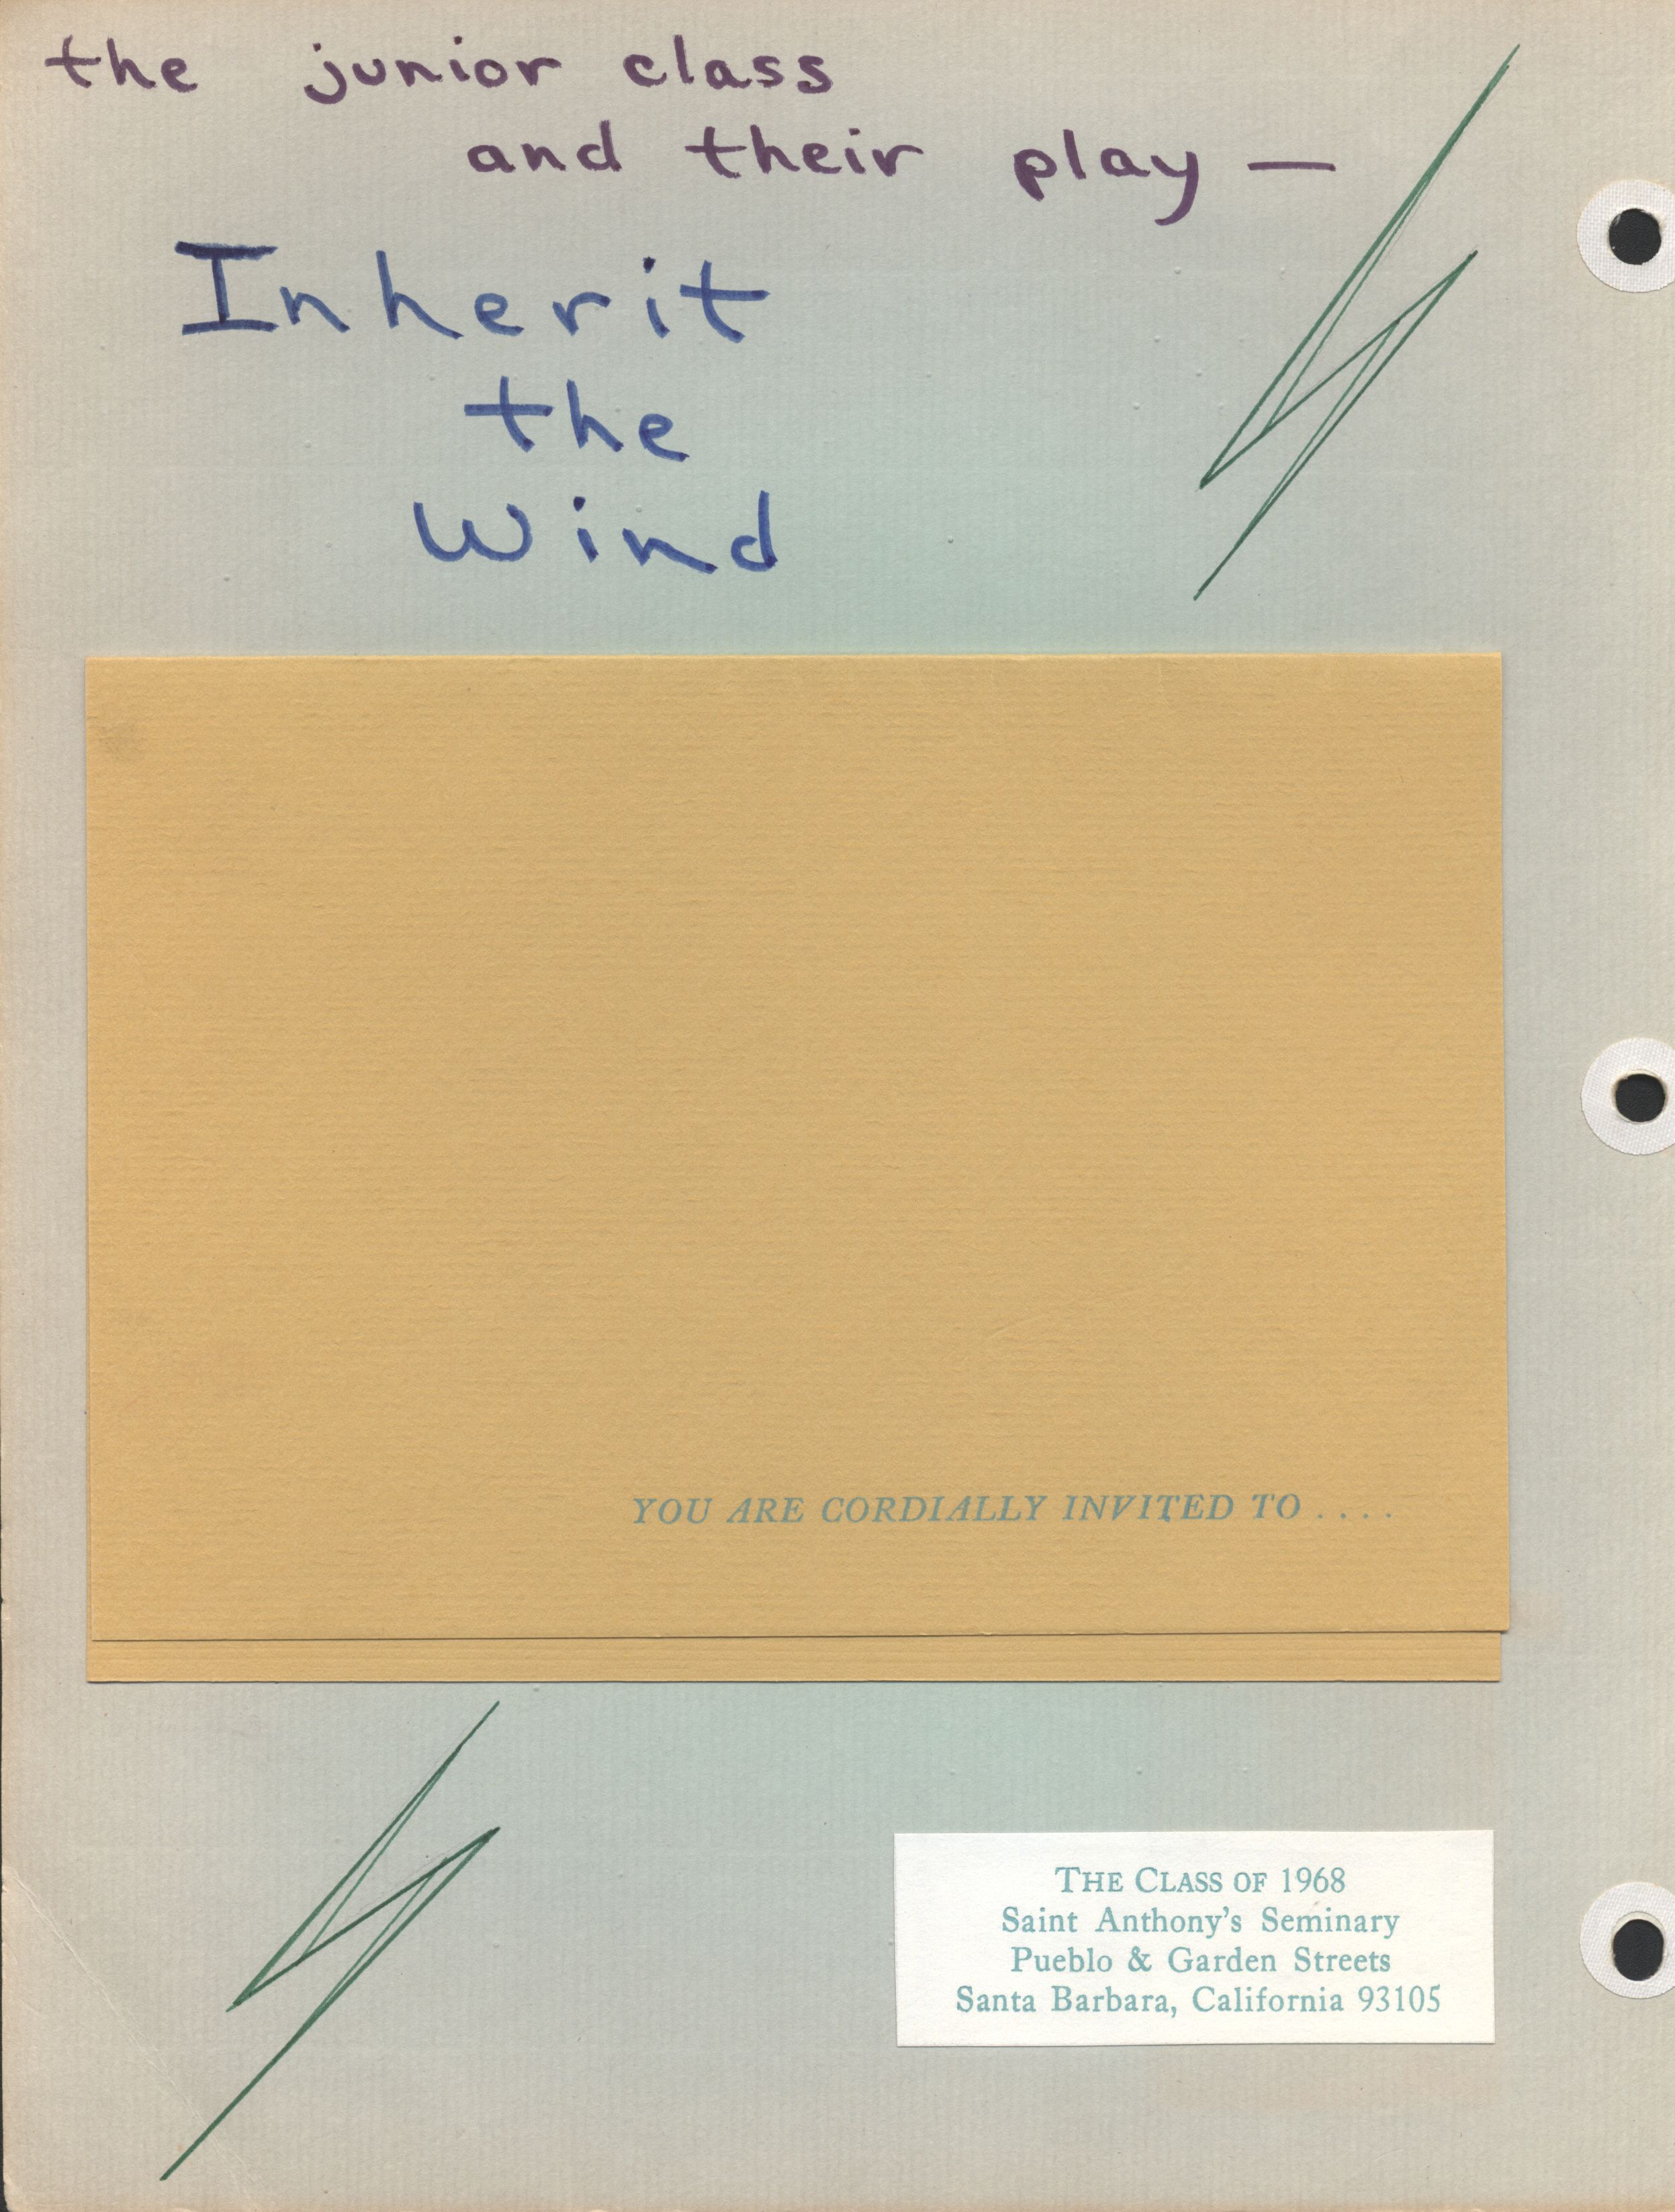 the junior class
and their play —
Inherit
the
Wind
YOU ARE CORDIALLY INVITED TO . . . .
THE CLASS OF 1968
Saint Anthony's Seminary
Pueblo & Garden Streets
Santa Barbara, California 93105